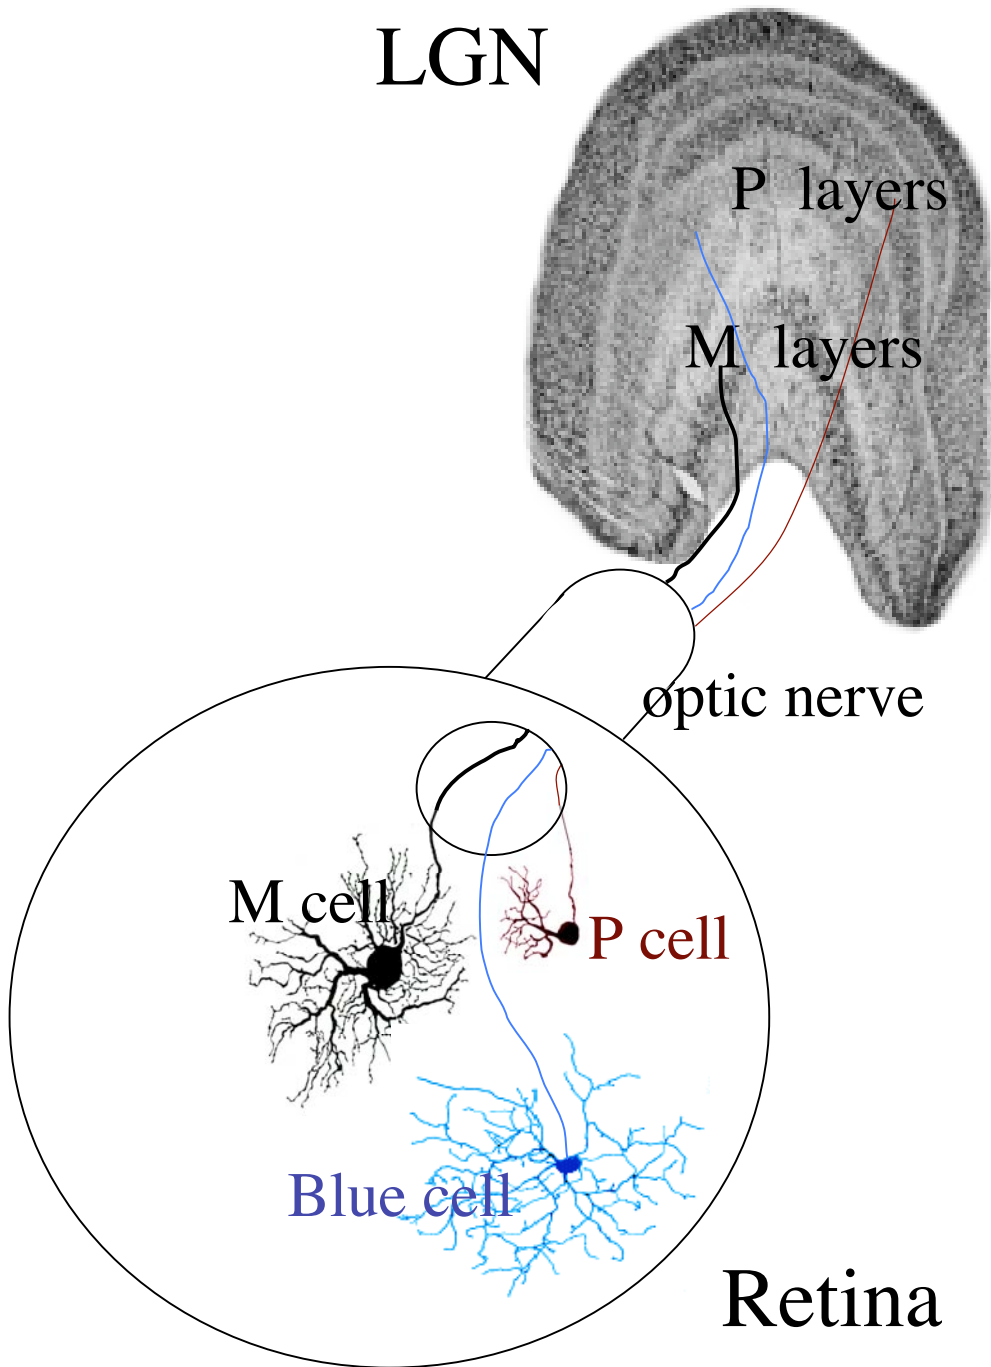 LGN
P layers
M layers
optic nerve
M cell
P cell
Blue cell
Retina